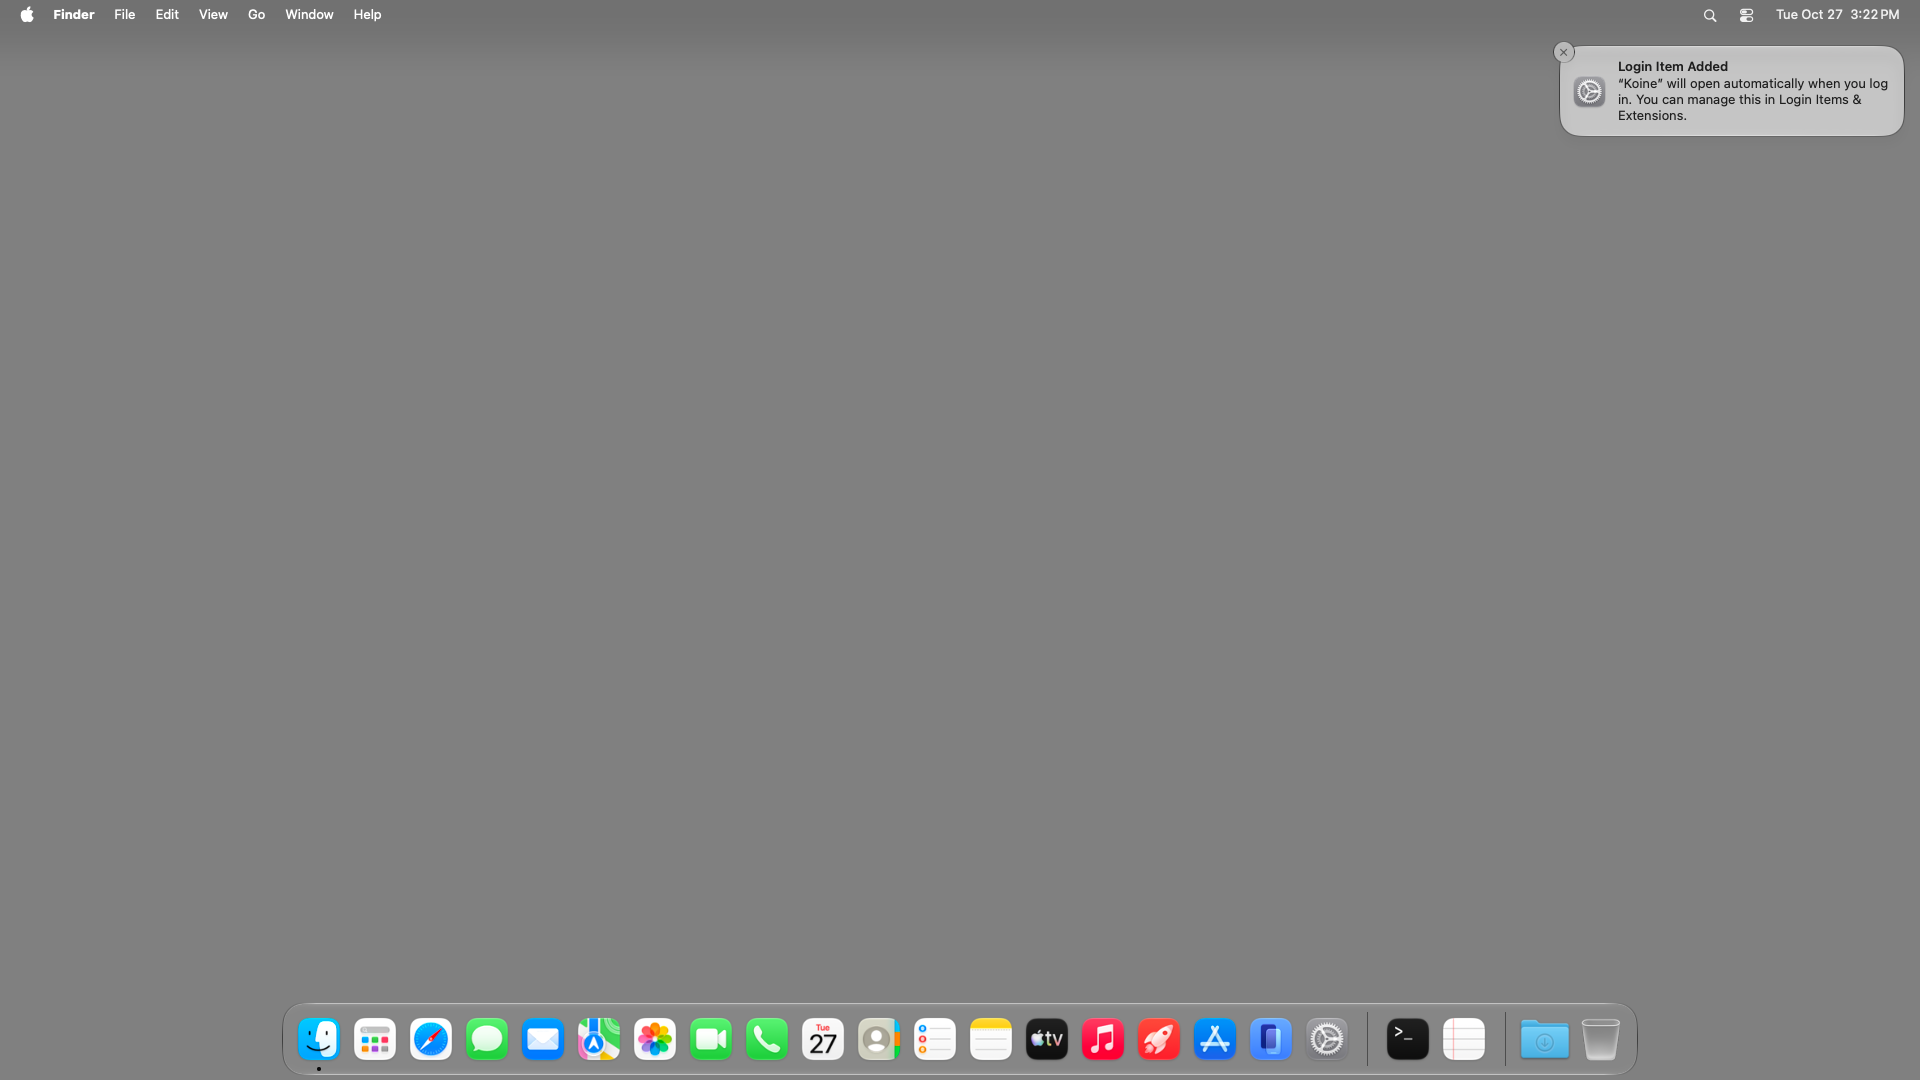 Finder File Edit View Go Window Help
Tue Oct 27 3:22 PM
Login Item Added
“Koine” will open automatically when you log
in. You can manage this in Login Items &
Extensions.
Tue
27
tv
>_